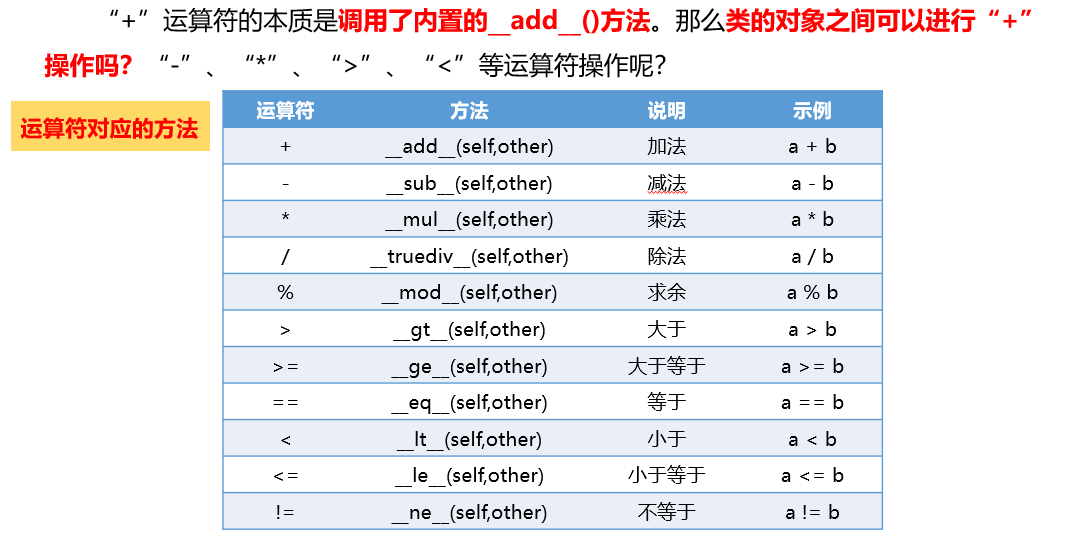 “+”运算符的本质是调用了内置的__add__()方法。那么类的对象之间可以进行“+”
操作吗？“-”、“*”、“>”、“<”等运算符操作呢？
运算符对应的方法
运算符 方法 说明 示例
+ __add__(self,other) 加法 a + b
- __sub__(self,other) 减法 a - b
* __mul__(self,other) 乘法 a * b
/ __truediv__(self,other) 除法 a / b
% __mod__(self,other) 求余 a % b
> __gt__(self,other) 大于 a > b
>= __ge__(self,other) 大于等于 a >= b
== __eq__(self,other) 等于 a == b
< __lt__(self,other) 小于 a < b
<= __le__(self,other) 小于等于 a <= b
!= __ne__(self,other) 不等于 a != b